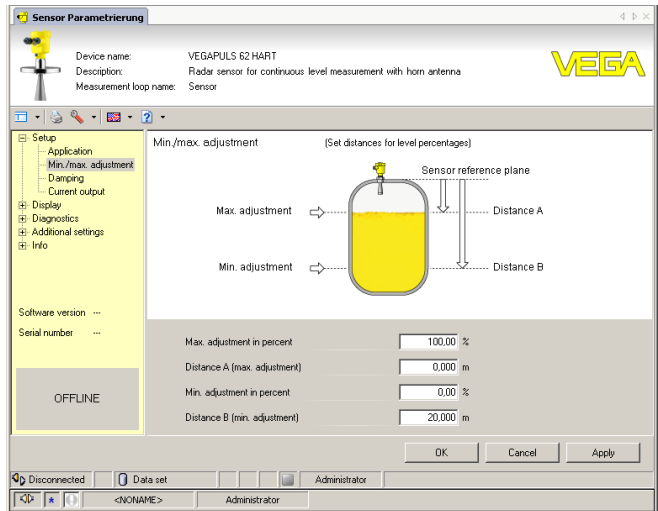 Sensor Parametrierung
Device name: VEGAPULS 62 HART
Description: Radar sensor for continuous level measurement with horn antenna
Measurement loop name: Sensor
VEGA
Setup
Application
Min./max. adjustment
Damping
Current output
Display
Diagnostics
Additional settings
Info
Software version ---
Serial number ---
OFFLINE
Min./max. adjustment (Set distances for level percentages)
Sensor reference plane
Max. adjustment
Distance A
Min. adjustment
Distance B
Max. adjustment in percent 100,00 %
Distance A (max. adjustment) 0,000 m
Min. adjustment in percent 0,00 %
Distance B (min. adjustment) 20,000 m
OK Cancel Apply
Disconnected Data set Administrator
<NONAME> Administrator